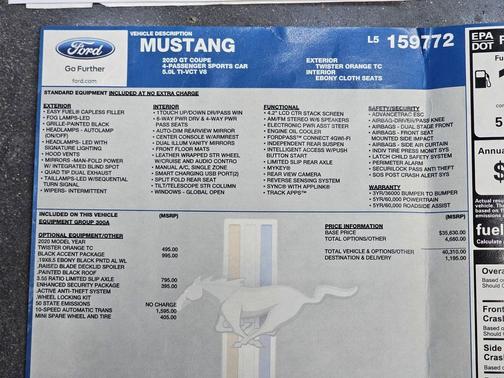 Ford
Go Further
ford.com
VEHICLE DESCRIPTION
MUSTANG
2020 GT COUPE
4-PASSENGER SPORTS CAR
5.0L TI-VCT V8
L5 159772
EXTERIOR
TWISTER ORANGE TC
INTERIOR
EBONY CLOTH SEATS
STANDARD EQUIPMENT INCLUDED AT NO EXTRA CHARGE
EXTERIOR
• EASY FUEL® CAPLESS FILLER
• FOG LAMPS-LED
• GRILLE-PAINTED BLACK
• HEADLAMPS - AUTOLAMP
(ON/OFF)
• HEADLAMPS - LED WITH
SIGNATURE LIGHTING
• HOOD VENTS
• MIRRORS -MAN-FOLD POWER
W/ INTEGRATED BLIND SPOT
• QUAD TIP DUAL EXHAUST
• TAILLAMPS-LED W/SEQUENTIAL
TURN SIGNAL
• WIPERS- INTERMITTENT
INTERIOR
• 1TOUCH UP/DOWN DR/PASS WIN
• 6-WAY PWR DRV & 4-WAY PWR
PASS SEATS
• AUTO-DIM REARVIEW MIRROR
• CENTER CONSOLE W/ARMREST
• DUAL ILLUM VANITY MIRRORS
• FRONT FLOOR MATS
• LEATHER WRAPPED STR WHEEL
W/CRUISE AND AUDIO CONTRO
• MANUAL A/C, SINGLE ZONE
• SMART CHARGING USB PORT(2)
• SPLIT FOLD REAR SEAT
• TILT/TELESCOPE STR COLUMN
• WINDOWS - GLOBAL OPEN
FUNCTIONAL
• 4.2" LCD CTR STACK SCREEN
• AM/FM STEREO W/6 SPEAKERS
• ELECTRONIC PWR ASST STEER
• ENGINE OIL COOLER
• FORDPASS™ CONNECT 4GWI-FI
• INDEPENDENT REAR SUSPEN
• INTELLIGENT ACCESS W/PUSH
BUTTON START
• LIMITED SLIP REAR AXLE
• MYKEY®
• REAR VIEW CAMERA
• REVERSE SENSING SYSTEM
• SYNC® WITH APPLINK®
• TRACK APPS™
SAFETY/SECURITY
• ADVANCETRAC ESC
• AIRBAG-DRIVER/PASS KNEE
• AIRBAGS - DUAL STAGE FRONT
• AIRBAGS - FRONT SEAT
MOUNTED SIDE IMPACT
• AIRBAGS - SIDE AIR CURTAIN
• INDIV TIRE PRESS MONIT SYS
• LATCH CHILD SAFETY SYSTEM
• PERIMETER ALARM
• SECURILOCK PASS ANTI THEFT
• SOS POST CRASH ALERT SYS
WARRANTY
• 3YR/36000 BUMPER TO BUMPER
• 5YR/60,000 POWERTRAIN
• 5YR/60,000 ROADSIDE ASSIST
INCLUDED ON THIS VEHICLE (MSRP)
EQUIPMENT GROUP 300A
OPTIONAL EQUIPMENT/OTHER
2020 MODEL YEAR
TWISTER ORANGE TC 495.00
BLACK ACCENT PACKAGE 995.00
.19X8.5 EBONY BLACK PNTD AL WL
.RAISED BLADE DECKLID SPOILER
.PAINTED BLACK ROOF
3.55 RATIO LIMITED SLIP AXLE 795.00
ENHANCED SECURITY PACKAGE 395.00
.ACTIVE ANTI-THEFT SYSTEM
.WHEEL LOCKING KIT
50 STATE EMISSIONS NO CHARGE
10-SPEED AUTOMATIC TRANS 1,595.00
MINI SPARE WHEEL AND TIRE 405.00
PRICE INFORMATION (MSRP)
BASE PRICE $35,630.00
TOTAL OPTIONS/OTHER 4,680.00
TOTAL VEHICLE & OPTIONS/OTHER 40,310.00
DESTINATION & DELIVERY 1,195.00
EPA
DOT
Annual
$
Actual
fuel
Overa
Based
Should
Front
Crash
Based
Should
Side
Crash